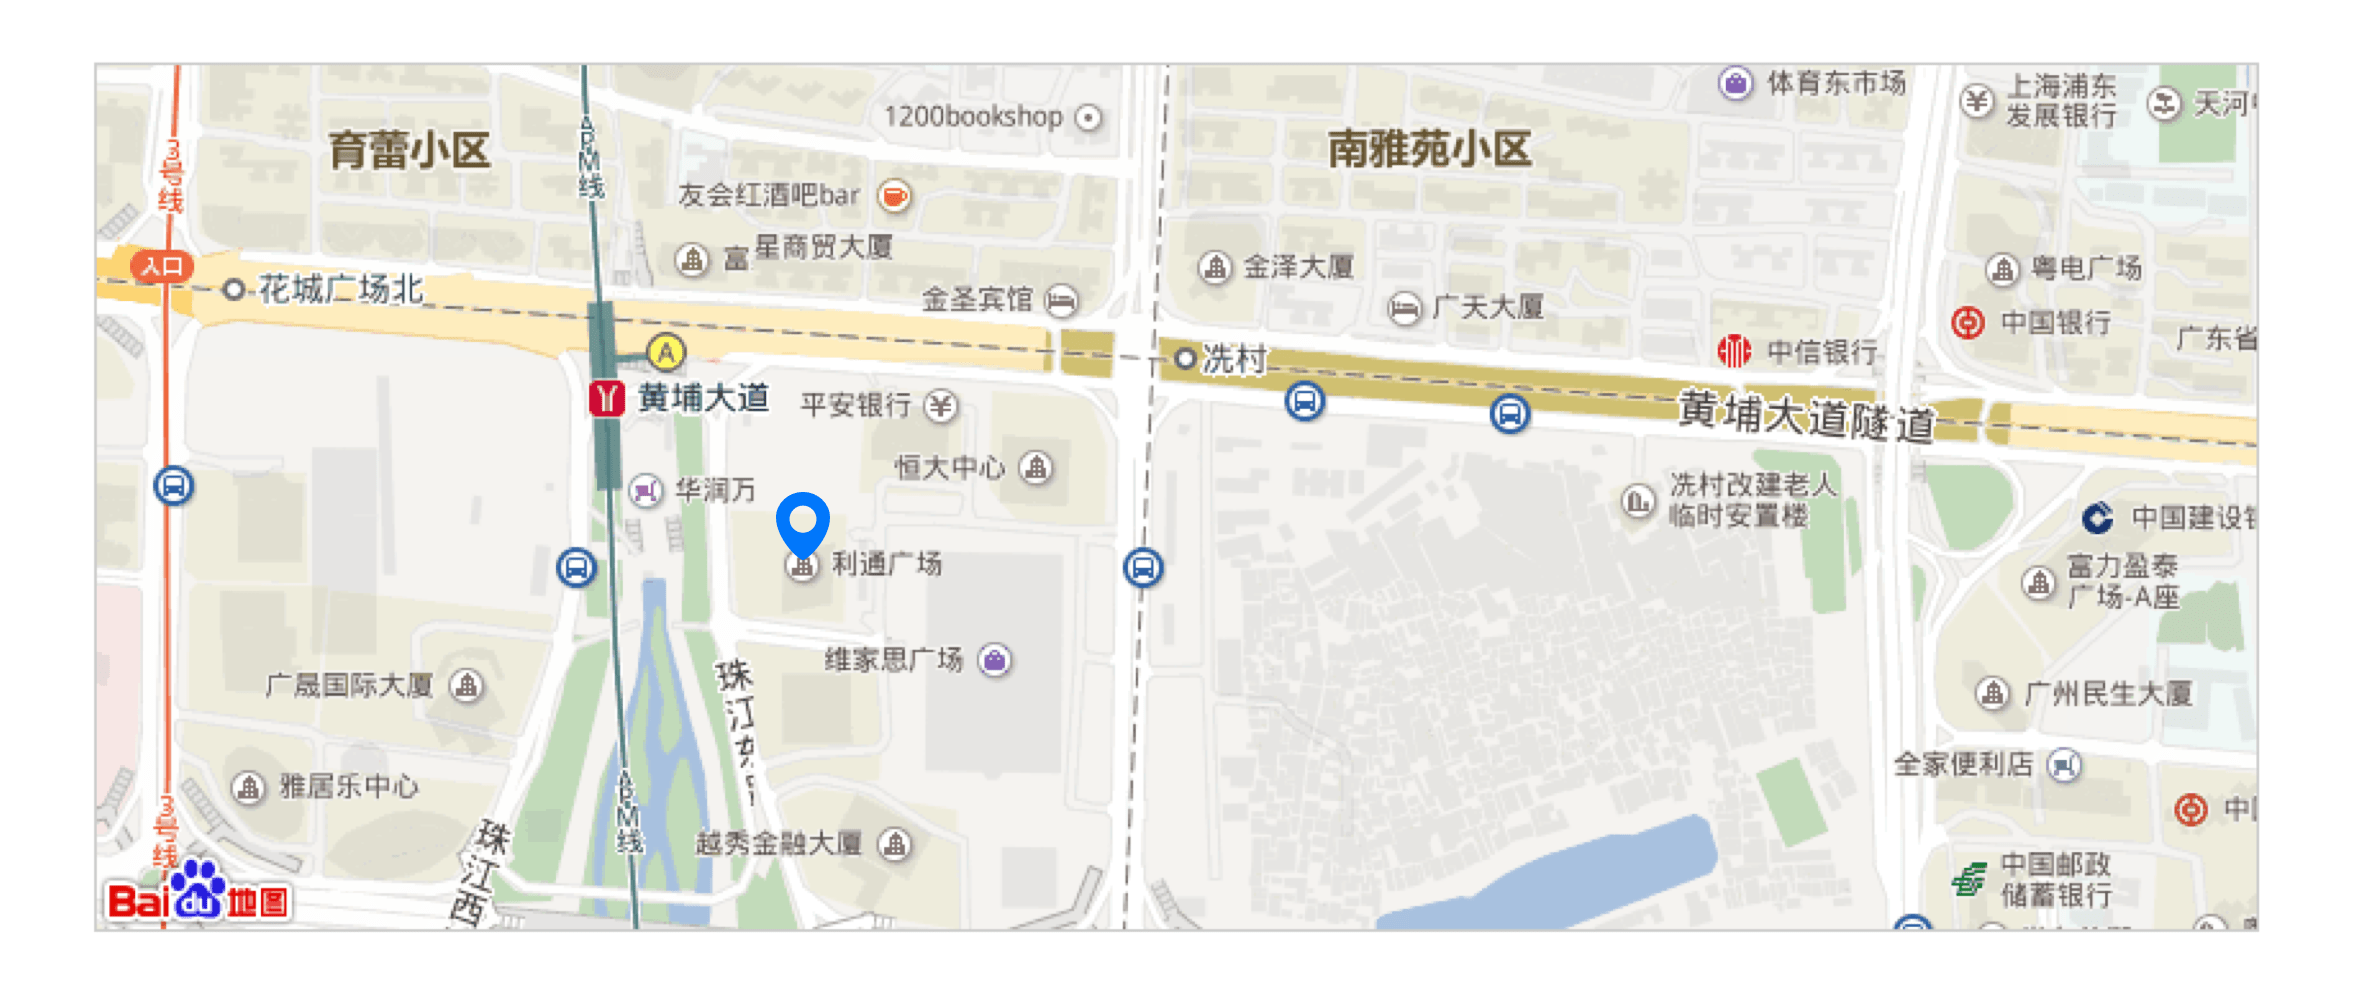 体育东市场
上海浦东
发展银行
天河
1200bookshop
3号线
APM线
育蕾小区
南雅苑小区
友会红酒吧bar
富星商贸大厦
入口
花城广场北
金圣宾馆
金泽大厦
广天大厦
粤电广场
中国银行
广东省
A
冼村
中信银行
黄埔大道
平安银行
黄埔大道隧道
恒大中心
华润万
冼村改建老人
临时安置楼
中国建设银
利通广场
富力盈泰
广场-A座
维家思广场
珠江东
广晟国际大厦
广州民生大厦
雅居乐中心
APM线
全家便利店
3号线
珠江西
越秀金融大厦
中国
中国邮政
储蓄银行
Bai du 地图